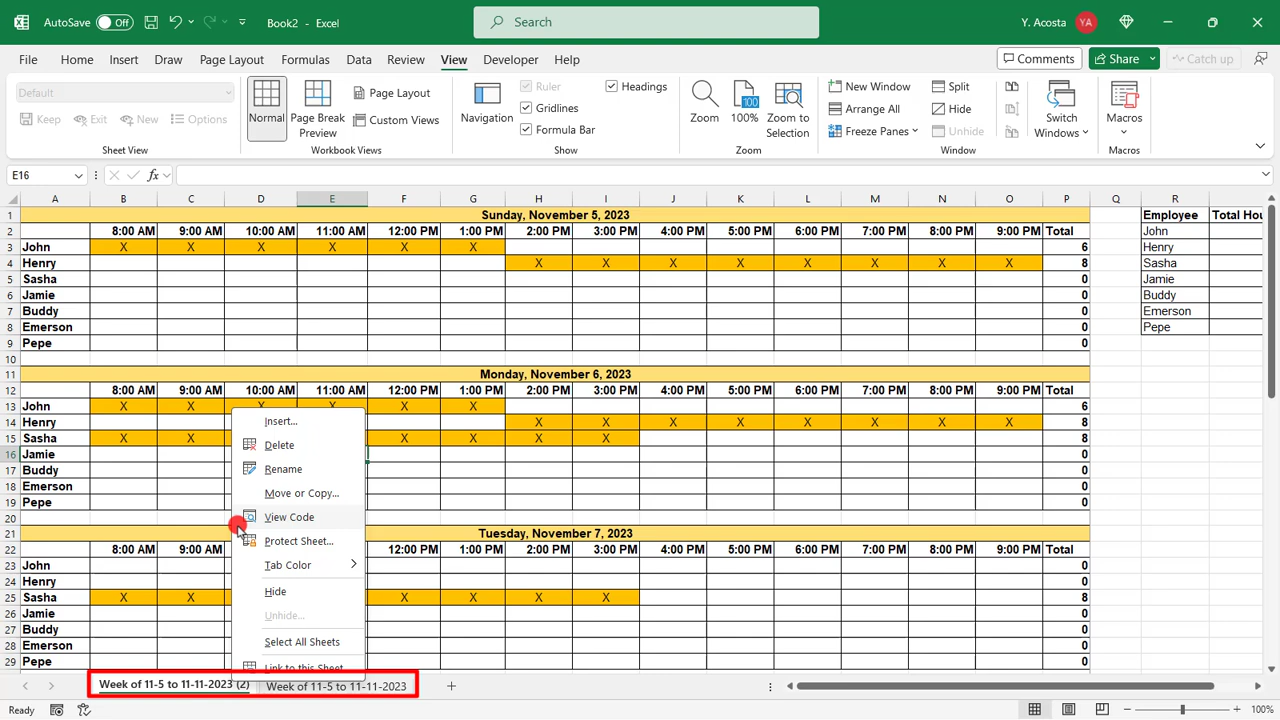 AutoSave Off Book2 - Excel Search Y. Acosta YA
File Home Insert Draw Page Layout Formulas Data Review View Developer Help Comments Share Catch up
Default
Keep Exit New Options
Sheet View
Normal
Page Break Preview
Page Layout
Custom Views
Workbook Views
Navigation
Ruler
Gridlines
Formula Bar
Headings
Show
Zoom
100
100%
Zoom to Selection
Zoom
New Window
Arrange All
Freeze Panes
Split
Hide
Unhide
Switch Windows
Window
Macros
Macros
E16 fx
A B C D E F G H I J K L M N O P Q R
1 Sunday, November 5, 2023 Employee Total Hou
2 8:00 AM 9:00 AM 10:00 AM 11:00 AM 12:00 PM 1:00 PM 2:00 PM 3:00 PM 4:00 PM 5:00 PM 6:00 PM 7:00 PM 8:00 PM 9:00 PM Total John
3 John X X X X X X 6 Henry
4 Henry X X X X X X X X 8 Sasha
5 Sasha 0 Jamie
6 Jamie 0 Buddy
7 Buddy 0 Emerson
8 Emerson 0 Pepe
9 Pepe 0
10
11 Monday, November 6, 2023
12 8:00 AM 9:00 AM 10:00 AM 11:00 AM 12:00 PM 1:00 PM 2:00 PM 3:00 PM 4:00 PM 5:00 PM 6:00 PM 7:00 PM 8:00 PM 9:00 PM Total
13 John X X X X X X 6
14 Henry X X X X X X X X X X 8
15 Sasha X X X X X X 8
16 Jamie 0
17 Buddy 0
18 Emerson 0
19 Pepe 0
20
21 Tuesday, November 7, 2023
22 8:00 AM 9:00 AM 12:00 PM 1:00 PM 2:00 PM 3:00 PM 4:00 PM 5:00 PM 6:00 PM 7:00 PM 8:00 PM 9:00 PM Total
23 John 0
24 Henry 0
25 Sasha X X X X X X 8
26 Jamie 0
27 Buddy 0
28 Emerson 0
29 Pepe 0
Insert...
Delete
Rename
Move or Copy...
View Code
Protect Sheet...
Tab Color
Hide
Unhide...
Select All Sheets
Link to this Sheet
Week of 11-5 to 11-11-2023 (2) Week of 11-5 to 11-11-2023
Ready 100%